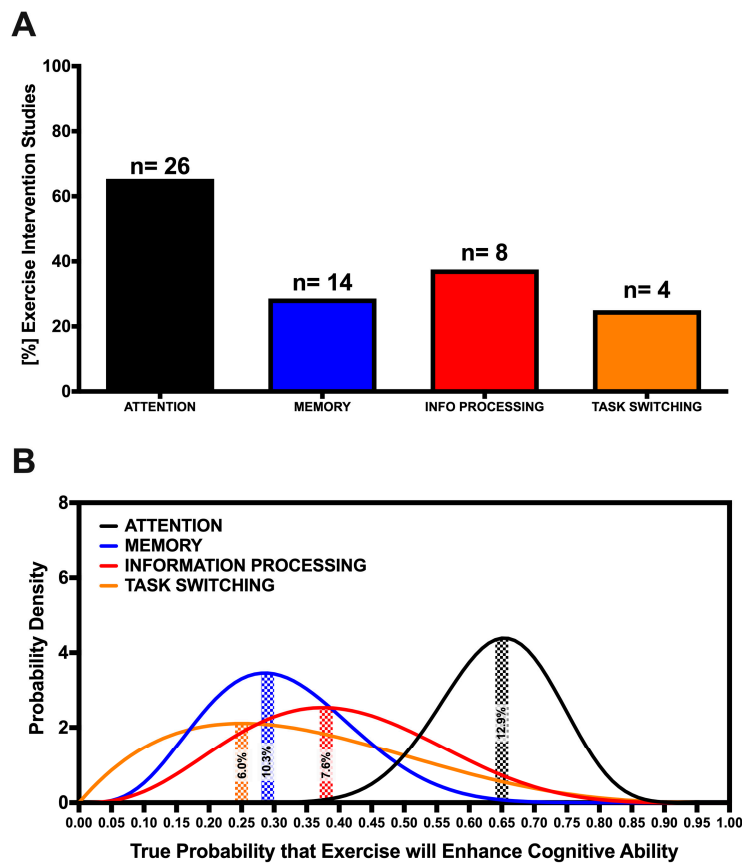 A
[%] Exercise Intervention Studies
100
80
60
40
20
0
n= 26
n= 14
n= 8
n= 4
ATTENTION
MEMORY
INFO PROCESSING
TASK SWITCHING
B
Probability Density
8
6
4
2
0
ATTENTION
MEMORY
INFORMATION PROCESSING
TASK SWITCHING
6.0%
10.3%
7.6%
12.9%
0.00 0.05 0.10 0.15 0.20 0.25 0.30 0.35 0.40 0.45 0.50 0.55 0.60 0.65 0.70 0.75 0.80 0.85 0.90 0.95 1.00
True Probability that Exercise will Enhance Cognitive Ability